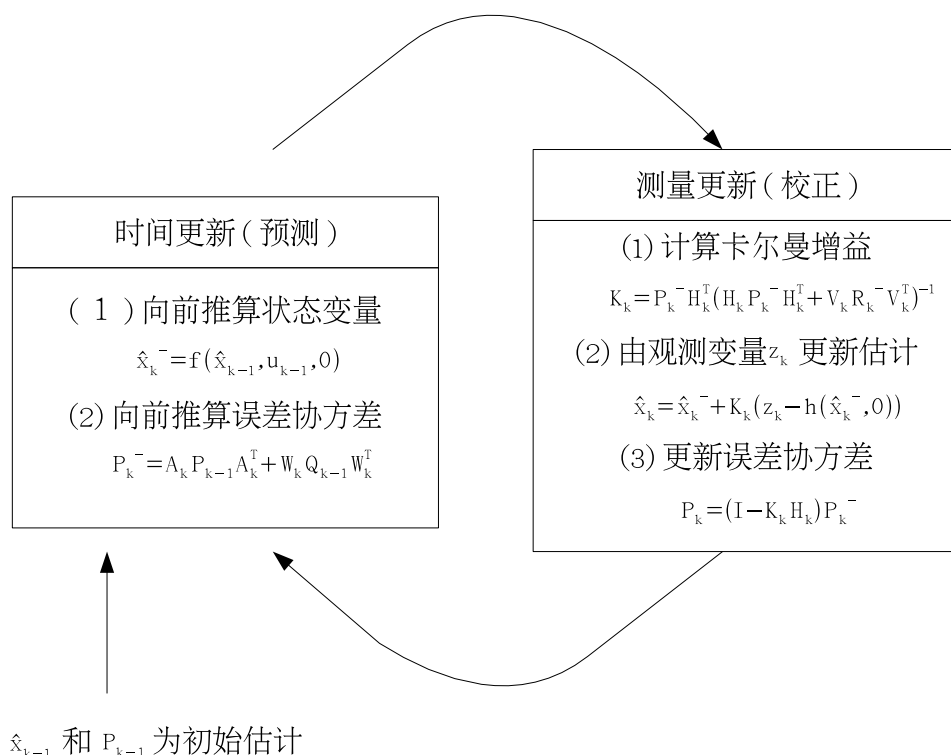 时间更新(预测)
(1)向前推算状态变量
x̂ₖ⁻=f(x̂ₖ₋₁,uₖ₋₁,0)
(2)向前推算误差协方差
Pₖ⁻=AₖPₖ₋₁Aₖᵀ+WₖQₖ₋₁Wₖᵀ
测量更新(校正)
(1)计算卡尔曼增益
Kₖ=Pₖ⁻Hₖᵀ(HₖPₖ⁻Hₖᵀ+VₖRₖ⁻Vₖᵀ)⁻¹
(2)由观测变量zₖ更新估计
x̂ₖ=x̂ₖ⁻+Kₖ(zₖ−h(x̂ₖ⁻,0))
(3)更新误差协方差
Pₖ=(I−KₖHₖ)Pₖ⁻
x̂ₖ₋₁ 和 Pₖ₋₁ 为初始估计